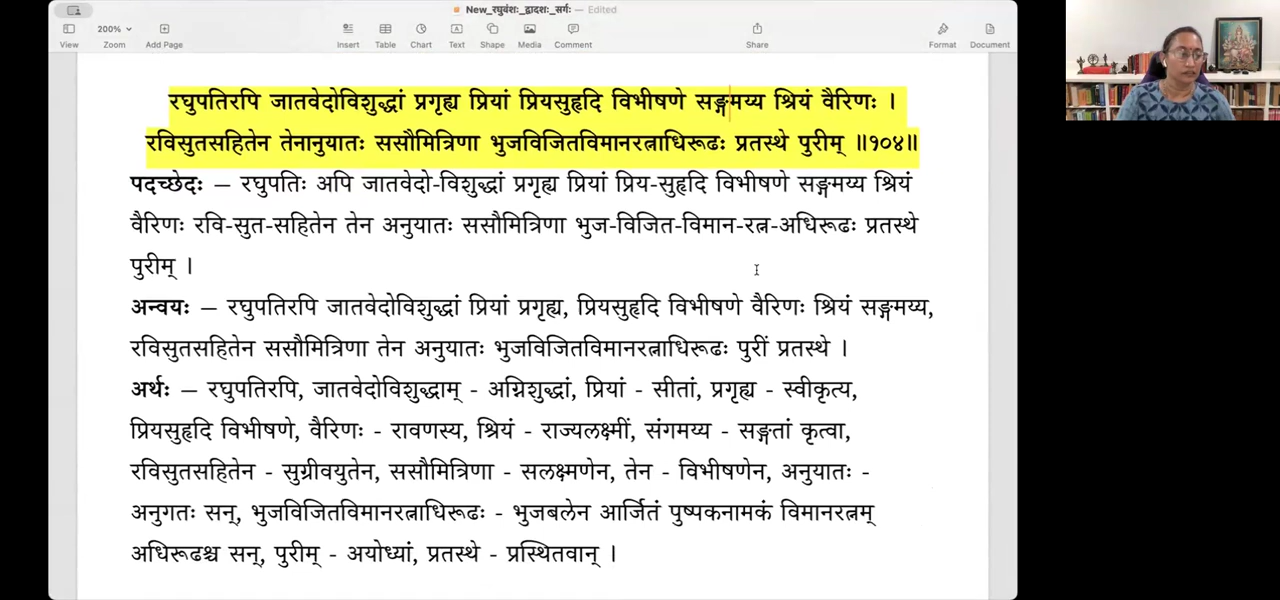 New_रघुवंशः_द्वादशः_सर्गः — Edited
200%
View Zoom Add Page Insert Table Chart Text Shape Media Comment Share Format Document
रघुपतिरपि जातवेदोविशुद्धां प्रगृह्य प्रियां प्रियसुहृदि विभीषणे सङ्गमय्य श्रियं वैरिणः ।
रविसुतसहितेन तेनानुयातः ससौमित्रिणा भुजविजितविमानरत्नाधिरूढः प्रतस्थे पुरीम् ॥१०४॥
पदच्छेदः – रघुपतिः अपि जातवेदो-विशुद्धां प्रगृह्य प्रियां प्रिय-सुहृदि विभीषणे सङ्गमय्य श्रियं
वैरिणः रवि-सुत-सहितेन तेन अनुयातः ससौमित्रिणा भुज-विजित-विमान-रत्न-अधिरूढः प्रतस्थे
पुरीम् ।
अन्वयः – रघुपतिरपि जातवेदोविशुद्धां प्रियां प्रगृह्य, प्रियसुहृदि विभीषणे वैरिणः श्रियं सङ्गमय्य,
रविसुतसहितेन ससौमित्रिणा तेन अनुयातः भुजविजितविमानरत्नाधिरूढः पुरीं प्रतस्थे ।
अर्थः – रघुपतिरपि, जातवेदोविशुद्धाम् - अग्निशुद्धां, प्रियां - सीतां, प्रगृह्य - स्वीकृत्य,
प्रियसुहृदि विभीषणे, वैरिणः - रावणस्य, श्रियं - राज्यलक्ष्मीं, संगमय्य - सङ्गतां कृत्वा,
रविसुतसहितेन - सुग्रीवयुतेन, ससौमित्रिणा - सलक्ष्मणेन, तेन - विभीषणेन, अनुयातः -
अनुगतः सन्, भुजविजितविमानरत्नाधिरूढः - भुजबलेन आर्जितं पुष्पकनामकं विमानरत्नम्
अधिरूढश्च सन्, पुरीम् - अयोध्यां, प्रतस्थे - प्रस्थितवान् ।